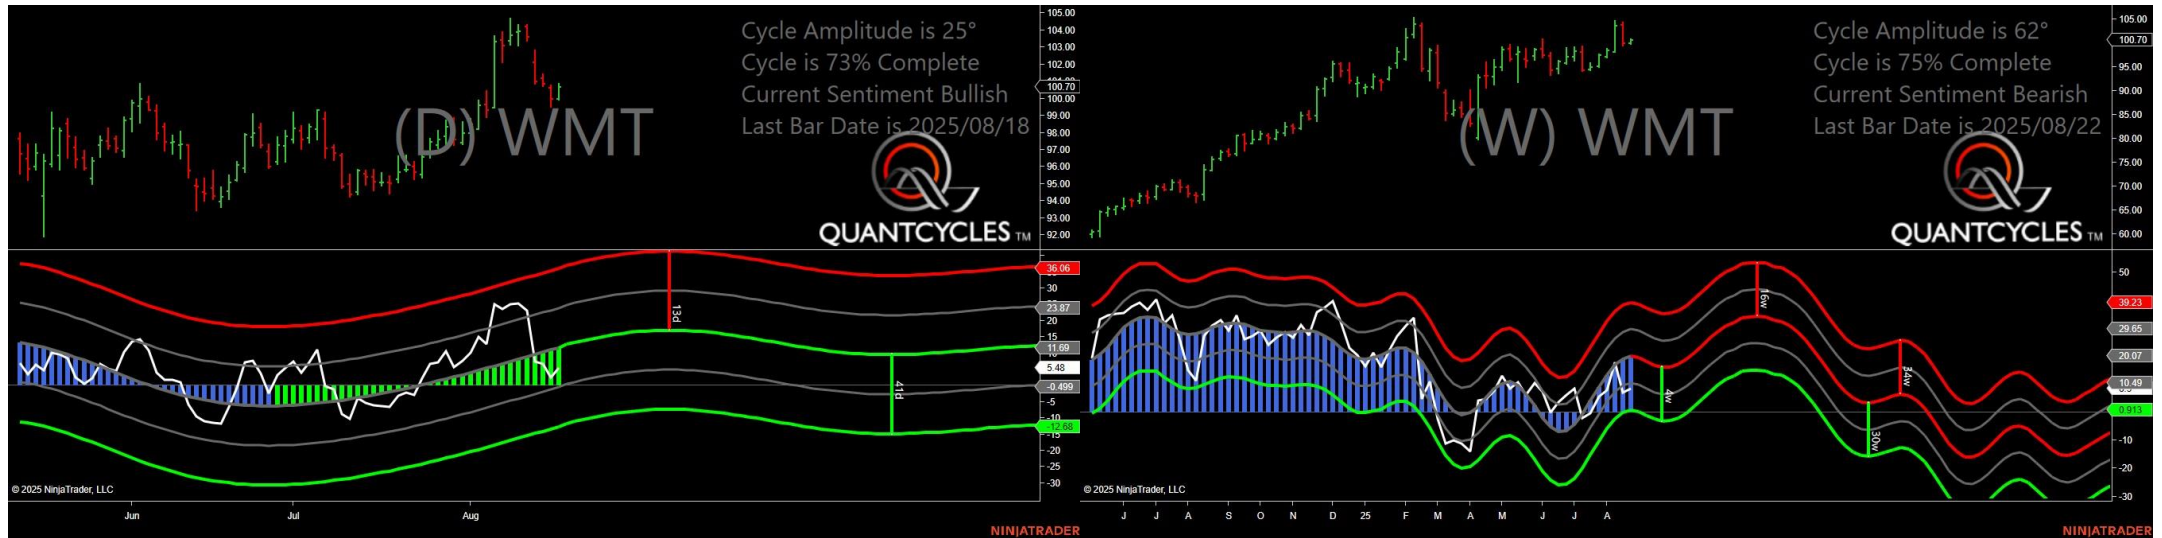 Cycle Amplitude is 25°
Cycle is 73% Complete
Current Sentiment Bullish
Last Bar Date is 2025/08/18
(D) WMT
QUANTCYCLES TM
105.00
104.00
103.00
102.00
100.70
100.00
99.00
98.00
97.00
96.00
95.00
94.00
93.00
92.00
36.06
30
23.87
20
15
11.69
5.48
-0.499
-5
-10
-12.68
-15
-20
-25
-30
13d
41d
© 2025 NinjaTrader, LLC
Jun Jul Aug
NINJATRADER
Cycle Amplitude is 62°
Cycle is 75% Complete
Current Sentiment Bearish
Last Bar Date is 2025/08/22
(W) WMT
QUANTCYCLES TM
105.00
100.70
95.00
90.00
85.00
80.00
75.00
70.00
65.00
60.00
50
39.23
29.65
20.07
10.49
0.913
-10
-20
-30
4w
16w
30w
34w
© 2025 NinjaTrader, LLC
J J A S O N D 25 F M A M J J A
NINJATRADER